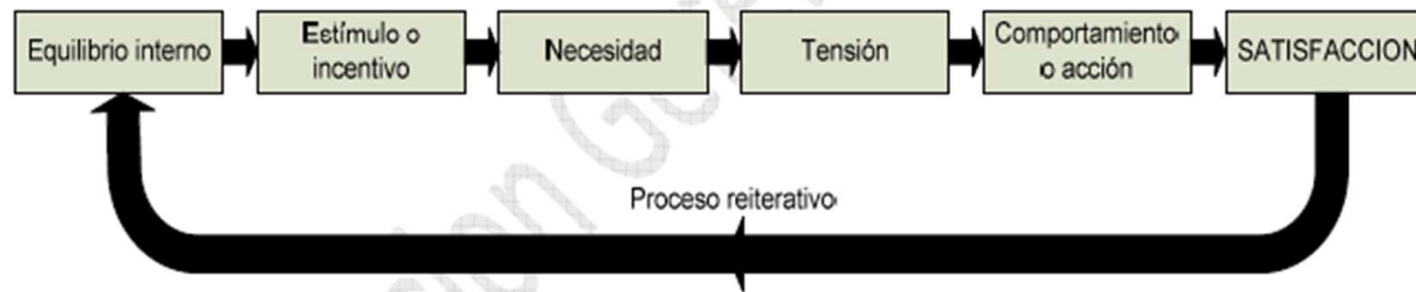 Equilibrio interno
Estímulo o
incentivo
Necesidad
Tensión
Comportamiento
o acción
SATISFACCION
Proceso reiterativo